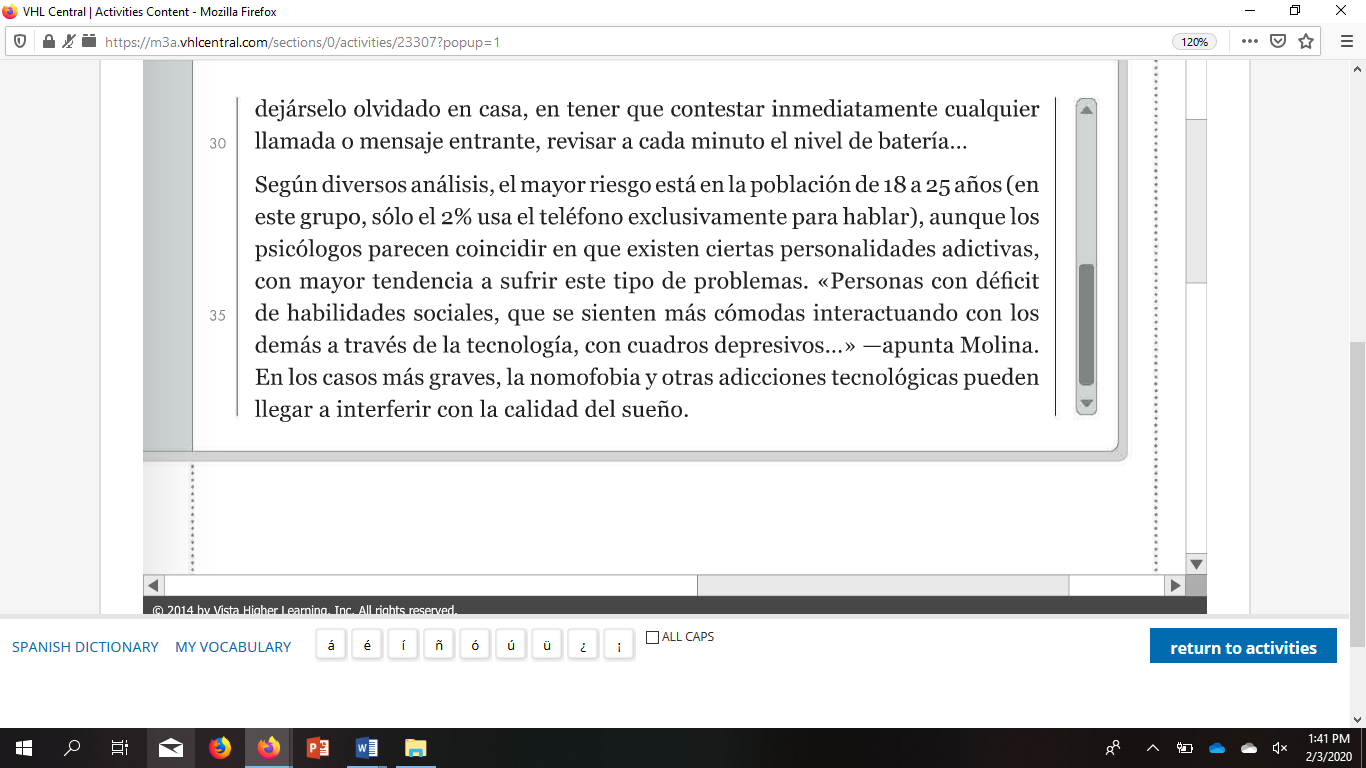 VHL Central | Activities Content - Mozilla Firefox
https://m3a.vhlcentral.com/sections/0/activities/23307?popup=1
120%
dejárselo olvidado en casa, en tener que contestar inmediatamente cualquier
30 llamada o mensaje entrante, revisar a cada minuto el nivel de batería...
Según diversos análisis, el mayor riesgo está en la población de 18 a 25 años (en
este grupo, sólo el 2% usa el teléfono exclusivamente para hablar), aunque los
psicólogos parecen coincidir en que existen ciertas personalidades adictivas,
con mayor tendencia a sufrir este tipo de problemas. «Personas con déficit
35 de habilidades sociales, que se sienten más cómodas interactuando con los
demás a través de la tecnología, con cuadros depresivos...» —apunta Molina.
En los casos más graves, la nomofobia y otras adicciones tecnológicas pueden
llegar a interferir con la calidad del sueño.
© 2014 by Vista Higher Learning, Inc. All rights reserved.
SPANISH DICTIONARY MY VOCABULARY á é í ñ ó ú ü ¿ ¡ ALL CAPS
return to activities
1:41 PM
2/3/2020